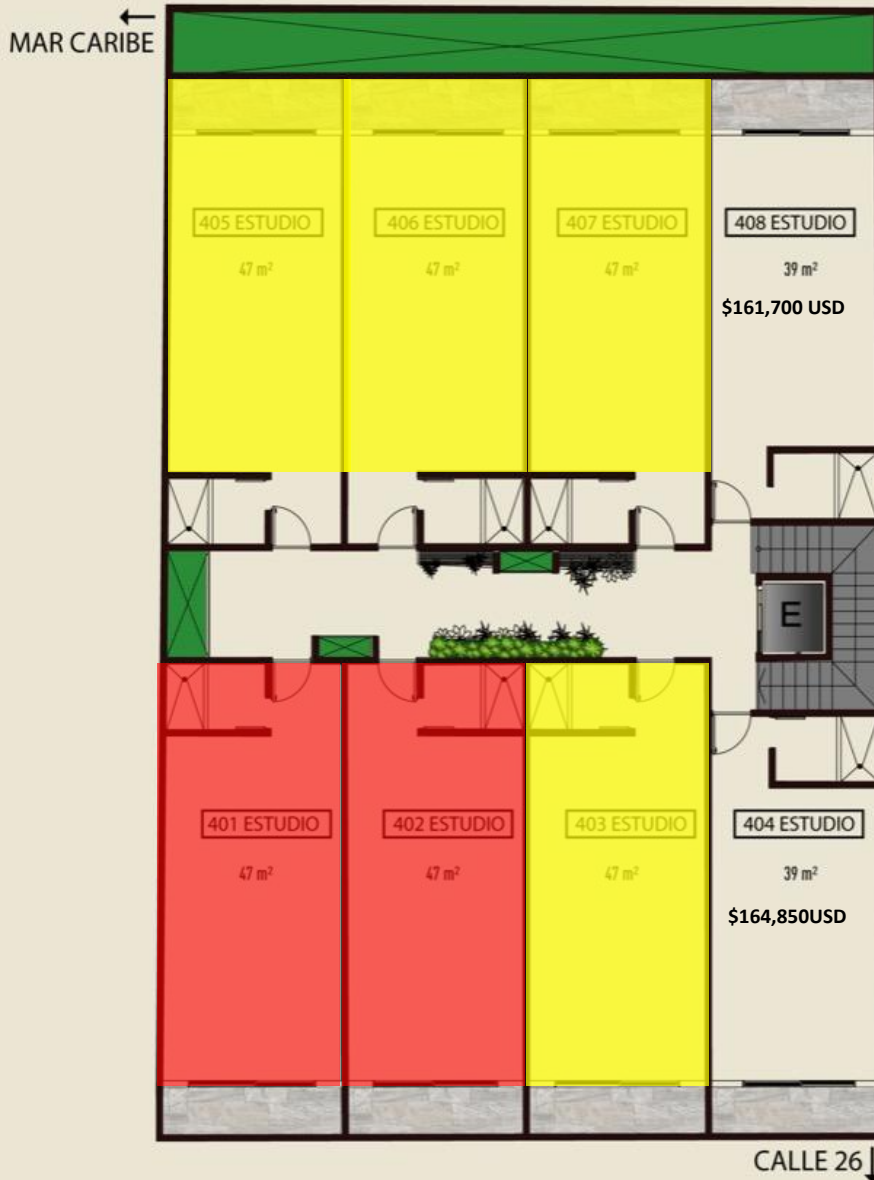 MAR CARIBE
405 ESTUDIO
47 m²
406 ESTUDIO
47 m²
407 ESTUDIO
47 m²
408 ESTUDIO
39 m²
$161,700 USD
E
401 ESTUDIO
47 m²
402 ESTUDIO
47 m²
403 ESTUDIO
47 m²
404 ESTUDIO
39 m²
$164,850USD
CALLE 26